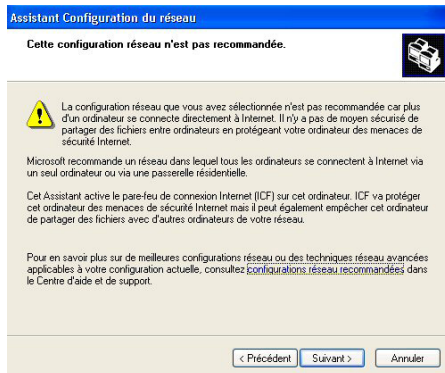 Assistant Configuration du réseau
Cette configuration réseau n'est pas recommandée.
La configuration réseau que vous avez sélectionnée n'est pas recommandée car plus
d'un ordinateur se connecte directement à Internet. Il n'y a pas de moyen sécurisé de
partager des fichiers entre ordinateurs en protégeant votre ordinateur des menaces de
sécurité Internet.
Microsoft recommande un réseau dans lequel tous les ordinateurs se connectent à Internet via
un seul ordinateur ou via une passerelle résidentielle.
Cet Assistant active le pare-feu de connexion Internet (ICF) sur cet ordinateur. ICF va protéger
cet ordinateur des menaces de sécurité Internet mais il peut également empêcher cet ordinateur
de partager des fichiers avec d'autres ordinateurs de votre réseau.
Pour en savoir plus sur de meilleures configurations réseau ou des techniques réseau avancées
applicables à votre configuration actuelle, consultez configurations réseau recommandées dans
le Centre d'aide et de support.
< Précédent Suivant > Annuler